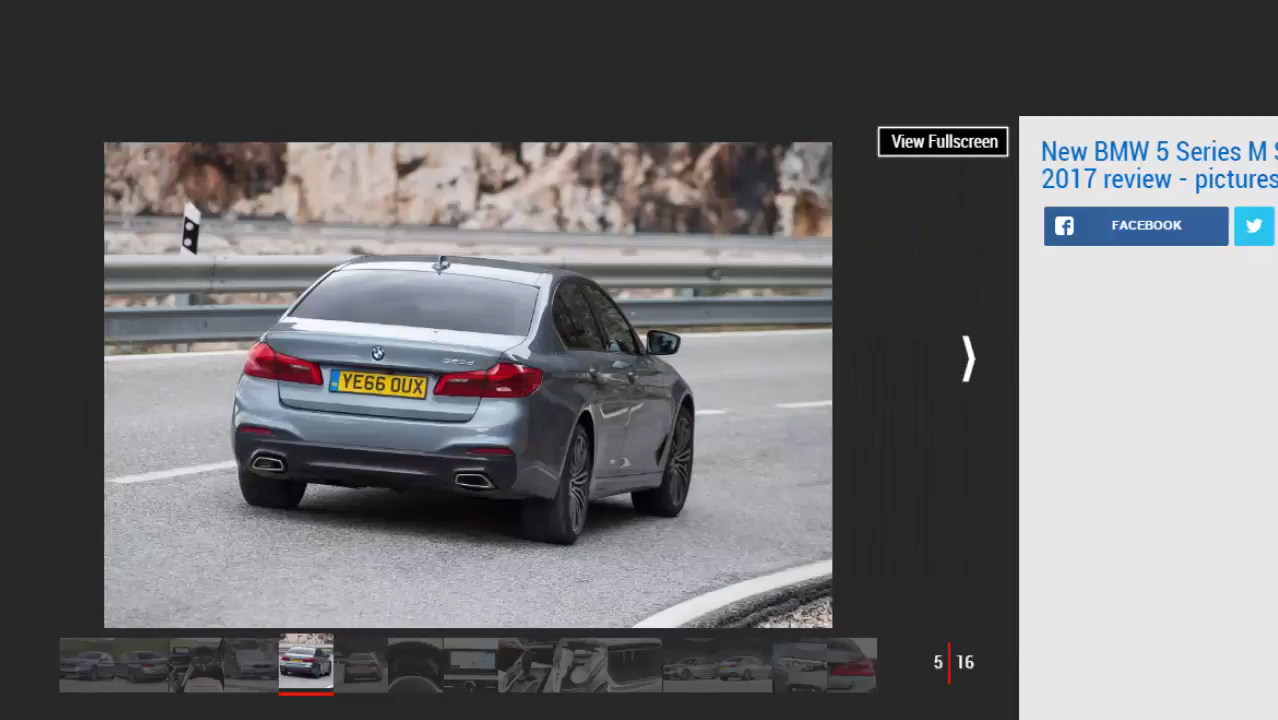 View Fullscreen
New BMW 5 Series M
2017 review - pictures
FACEBOOK
YE66 OUX
5 16